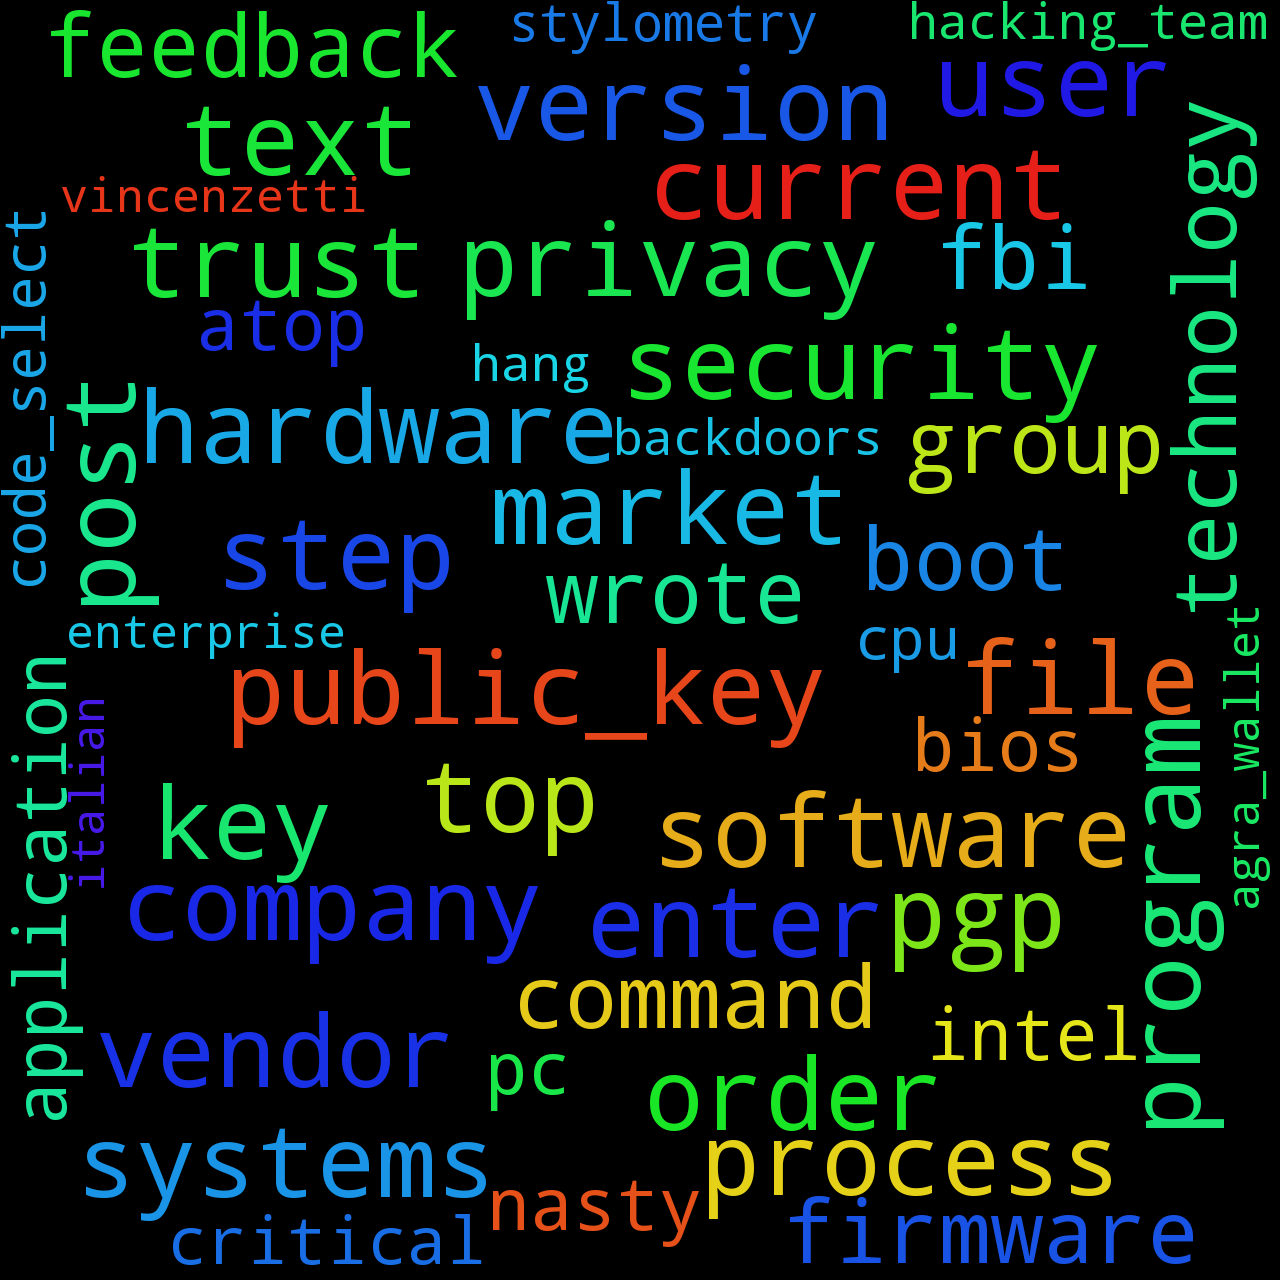 stylometry
hacking_team
feedback
version
user
text
technology
vincenzetti
current
code_select
trust
privacy
fbi
atop
hang
security
post
hardware
backdoors
group
market
step
boot
wrote
enterprise
cpu
agra_wallet
public_key
file
application
italian
bios
program
key
top
software
company
enter
pgp
command
vendor
pc
intel
order
systems
process
nasty
critical
firmware